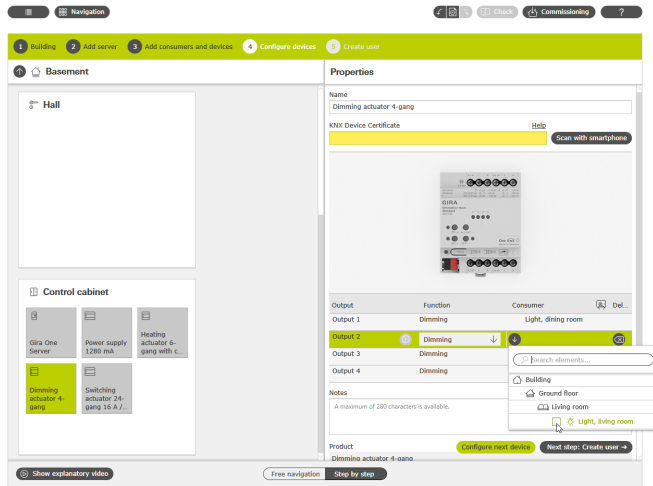 Navigation
Check
Commissioning
?
1 Building 2 Add server 3 Add consumers and devices 4 Configure devices 5 Create user
Basement
Properties
Hall
Name
Dimming actuator 4-gang
KNX Device Certificate Help
Scan with smartphone
GIRA
Control cabinet
Gira One Server
Power supply 1280 mA
Heating actuator 6-gang with c...
Dimming actuator 4-gang
Switching actuator 24-gang 16 A /...
Output Function Consumer Del...
Output 1 Dimming Light, dining room
Output 2 Dimming
Output 3 Dimming
Output 4 Dimming
Search elements...
Building
Ground floor
Living room
Light, living room
Notes
A maximum of 280 characters is available.
Product
Configure next device
Next step: Create user →
Dimming actuator 4-gang
Show explanatory video
Free navigation Step by step